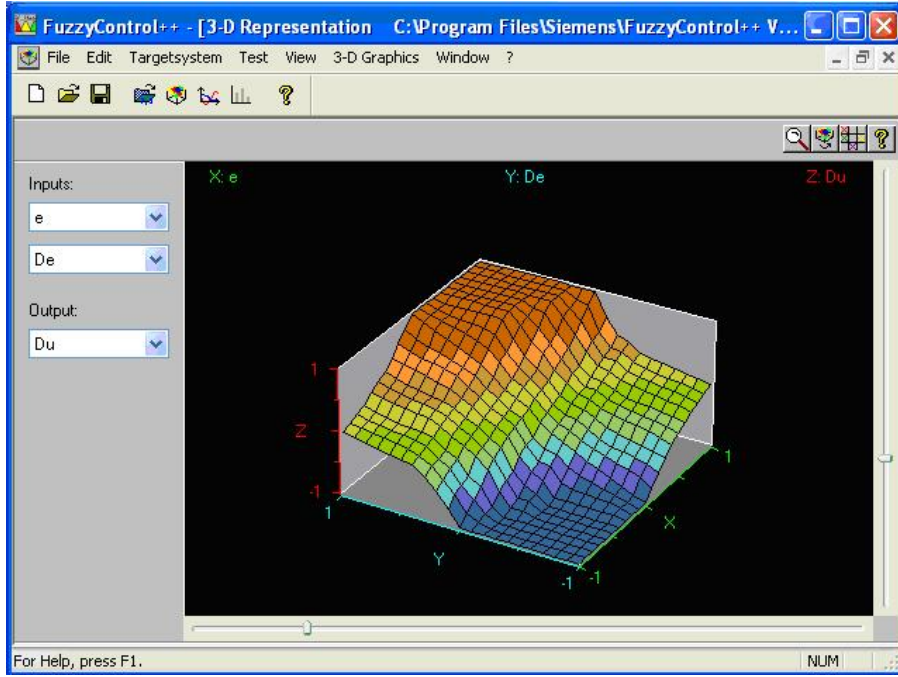 FuzzyControl++ - [3-D Representation C:\Program Files\Siemens\FuzzyControl++ V...
File Edit Targetsystem Test View 3-D Graphics Window ?
Inputs:
e
De
Output:
Du
X: e Y: De Z: Du
1
Z
-1
1
Y
-1
-1
X
1
For Help, press F1. NUM